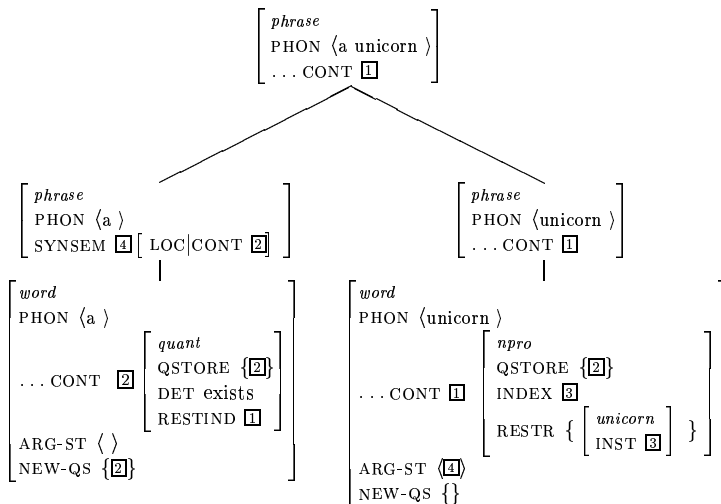 phrase
PHON ⟨a unicorn ⟩
... CONT 1
phrase
PHON ⟨a ⟩
SYNSEM 4 [ LOC|CONT 2 ]
phrase
PHON ⟨unicorn ⟩
... CONT 1
word
PHON ⟨a ⟩
... CONT 2
quant
QSTORE {2}
DET exists
RESTIND 1
ARG-ST ⟨ ⟩
NEW-QS {2}
word
PHON ⟨unicorn ⟩
... CONT 1
npro
QSTORE {2}
INDEX 3
RESTR { [ unicorn
INST 3 ] }
ARG-ST ⟨4⟩
NEW-QS {}